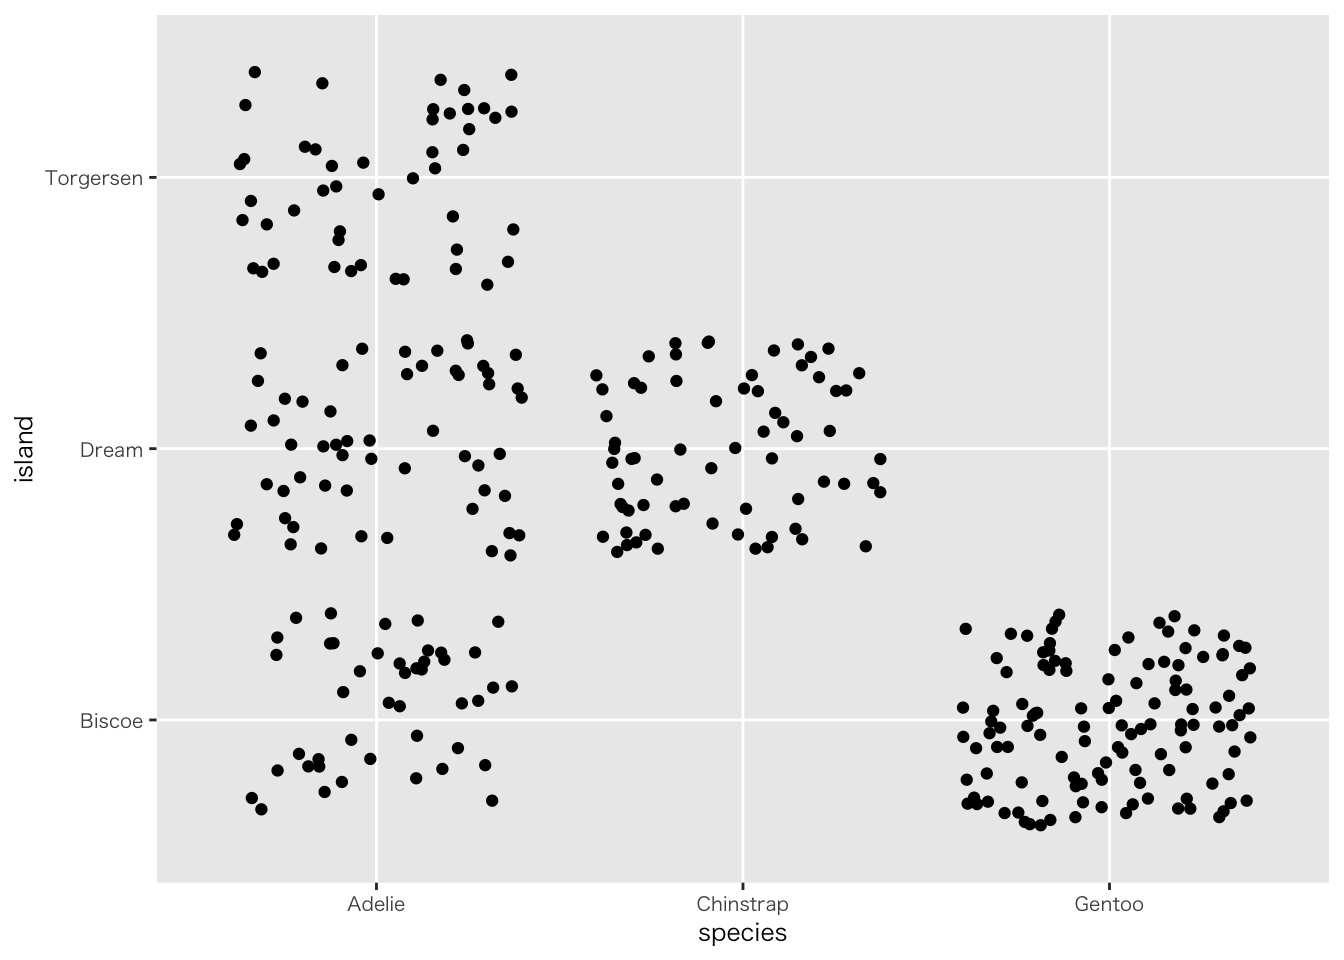 Torgersen
Dream
Biscoe
island
Adelie
Chinstrap
Gentoo
species